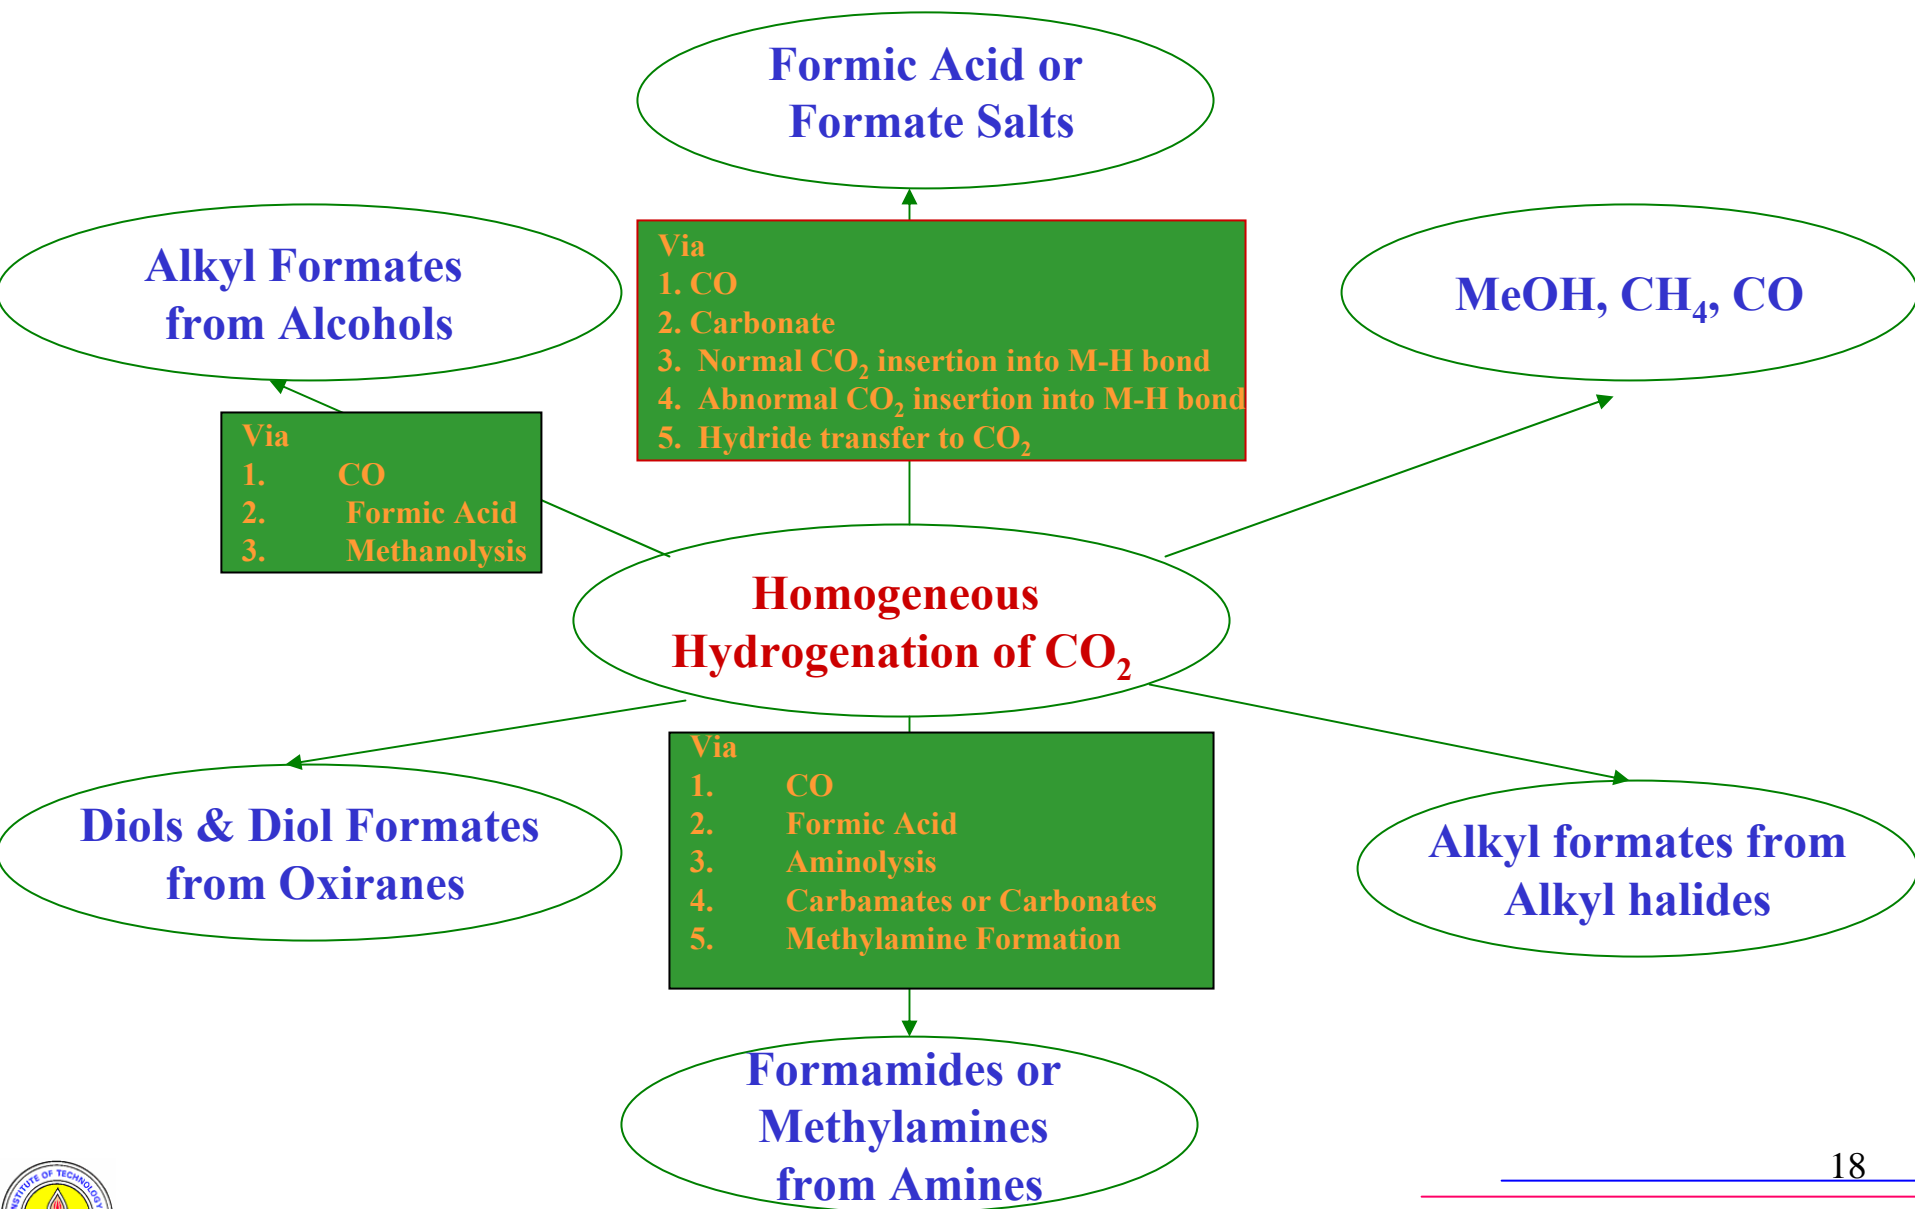 Formic Acid or
Formate Salts
Alkyl Formates
from Alcohols
Via
1. CO
2. Carbonate
3. Normal CO₂ insertion into M-H bond
4. Abnormal CO₂ insertion into M-H bond
5. Hydride transfer to CO₂
MeOH, CH₄, CO
Via
1. CO
2. Formic Acid
3. Methanolysis
Homogeneous
Hydrogenation of CO₂
Via
1. CO
2. Formic Acid
3. Aminolysis
4. Carbamates or Carbonates
5. Methylamine Formation
Diols & Diol Formates
from Oxiranes
Alkyl formates from
Alkyl halides
Formamides or
Methylamines
from Amines
OF TECHNOLOGY
18